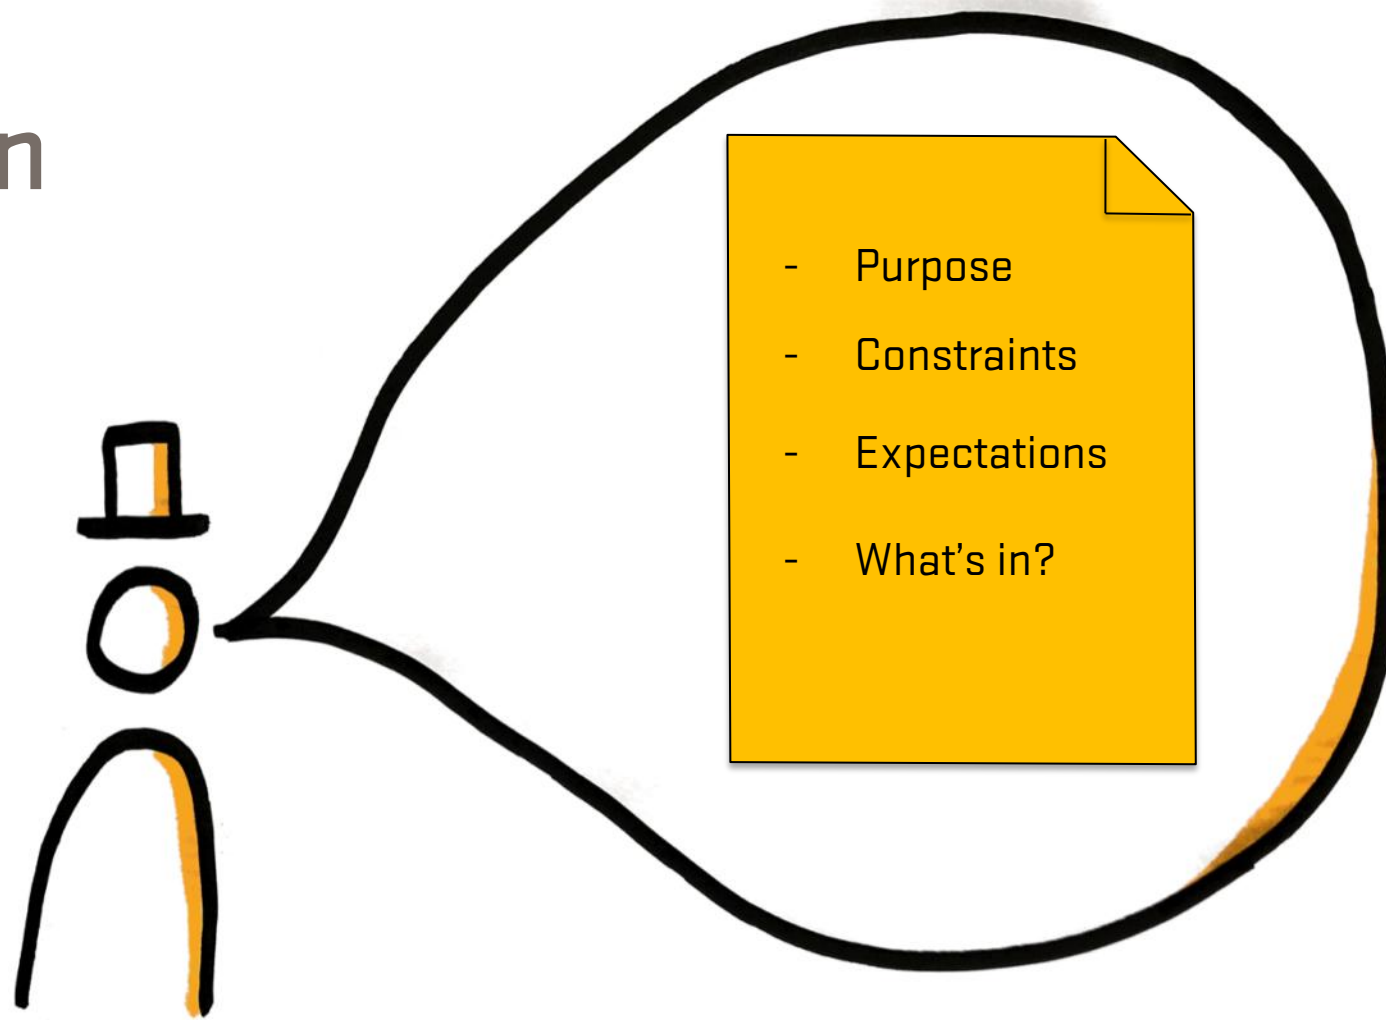 n
- Purpose
- Constraints
- Expectations
- What's in?